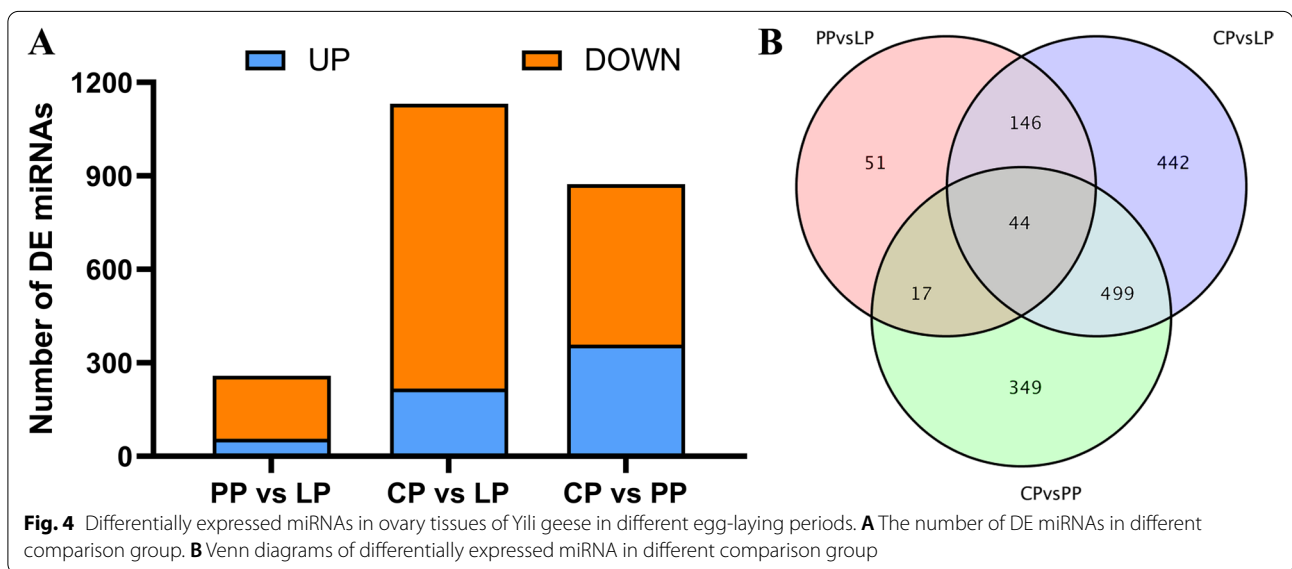 A
UP DOWN
Number of DE miRNAs
1200
900
600
300
0
PP vs LP CP vs LP CP vs PP
B
PPvsLP CPvsLP
146
51 442
44
17 499
349
CPvsPP
Fig. 4 Differentially expressed miRNAs in ovary tissues of Yili geese in different egg-laying periods. A The number of DE miRNAs in different
comparison group. B Venn diagrams of differentially expressed miRNA in different comparison group